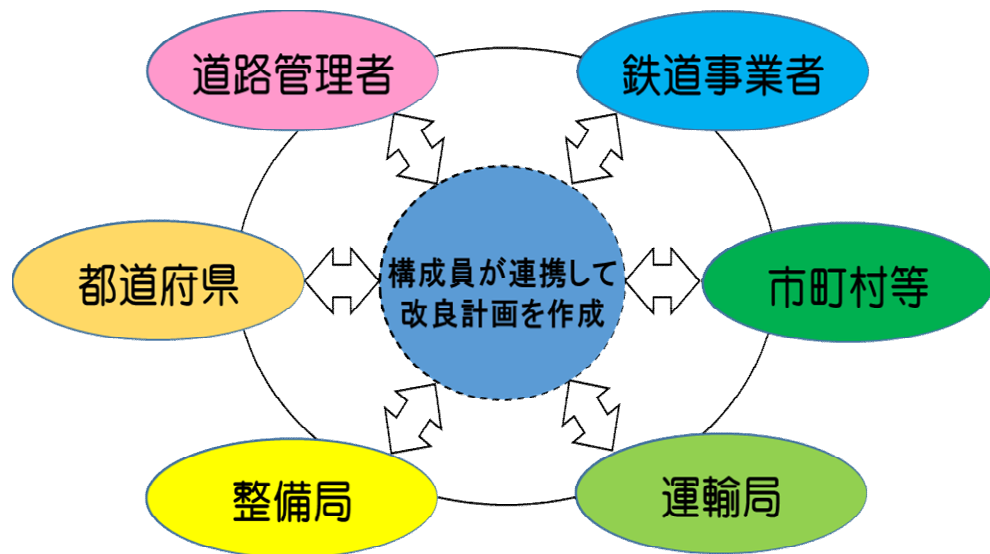 道路管理者
鉄道事業者
都道府県
構成員が連携して
改良計画を作成
市町村等
整備局
運輸局